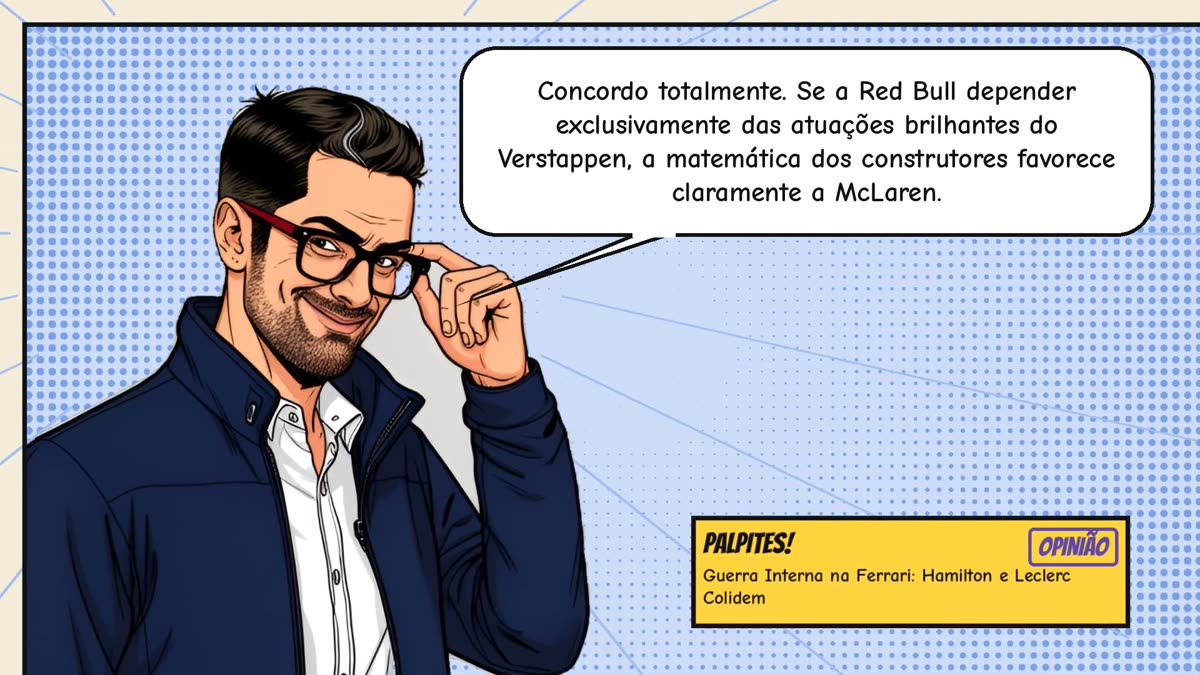 Concordo totalmente. Se a Red Bull depender
exclusivamente das atuações brilhantes do
Verstappen, a matemática dos construtores favorece
claramente a McLaren.
PALPITES!
OPINIÃO
Guerra Interna na Ferrari: Hamilton e Leclerc
Colidem